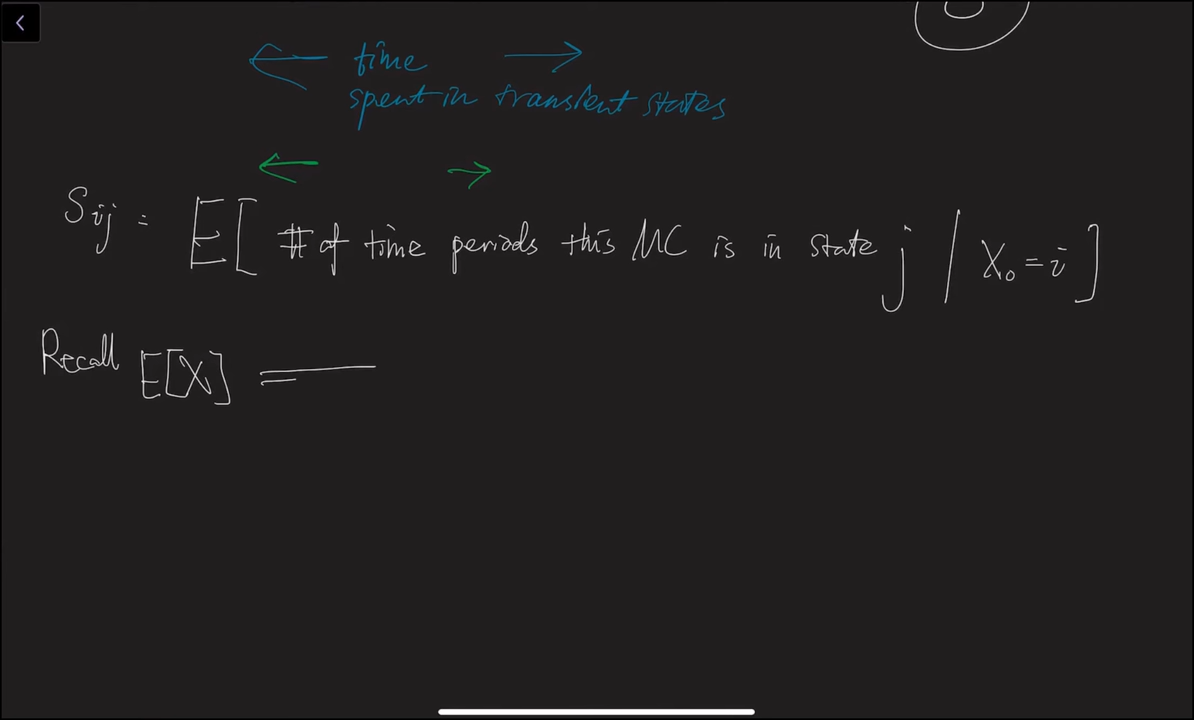 time
spent in transient states
Sij = E[ # of time periods this MC is in state j / X₀ = i ]
Recall E[X] =